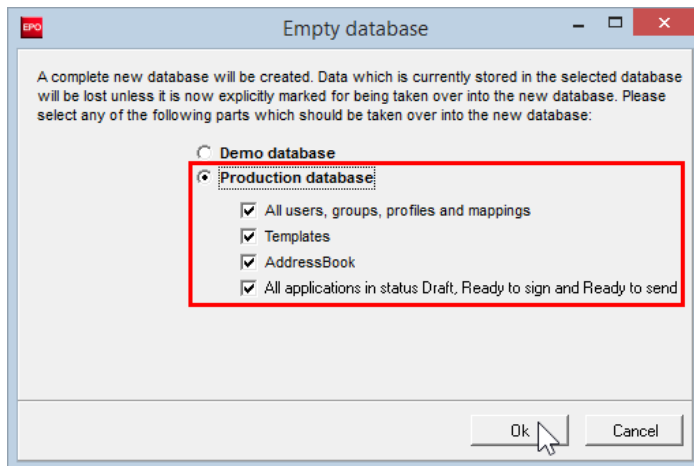 EPO
Empty database
A complete new database will be created. Data which is currently stored in the selected database
will be lost unless it is now explicitly marked for being taken over into the new database. Please
select any of the following parts which should be taken over into the new database:
Demo database
Production database
All users, groups, profiles and mappings
Templates
AddressBook
All applications in status Draft, Ready to sign and Ready to send
Ok
Cancel